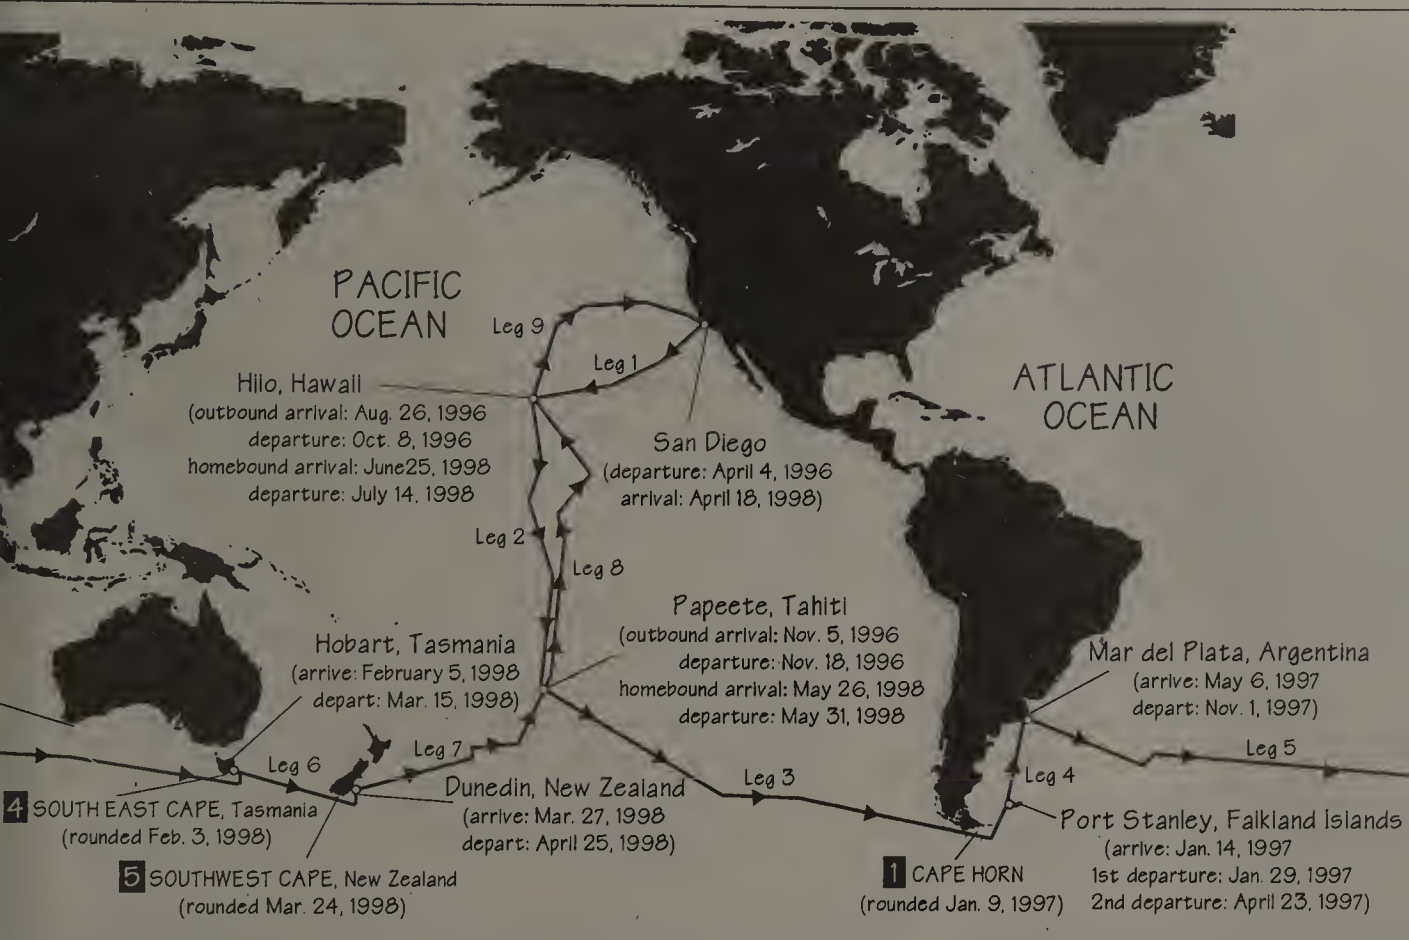 PACIFIC
OCEAN
ATLANTIC
OCEAN
Leg 9
Leg 1
Hilo, Hawaii
(outbound arrival: Aug. 26, 1996
departure: Oct. 8, 1996
homebound arrival: June25, 1998
departure: July 14, 1998
San Diego
(departure: April 4, 1996
arrival: April 18, 1998)
Leg 2
Leg 8
Papeete, Tahiti
(outbound arrival: Nov. 5, 1996
departure: Nov. 18, 1996
homebound arrival: May 26, 1998
departure: May 31, 1998
Hobart, Tasmania
(arrive: February 5, 1998
depart: Mar. 15, 1998)
Mar del Plata, Argentina
(arrive: May 6, 1997
depart: Nov. 1, 1997)
Leg 6
Leg 7
Leg 3
Leg 4
Leg 5
Dunedin, New Zealand
(arrive: Mar. 27, 1998
depart: April 25, 1998)
4 SOUTH EAST CAPE, Tasmania
(rounded Feb. 3, 1998)
5 SOUTHWEST CAPE, New Zealand
(rounded Mar. 24, 1998)
1 CAPE HORN
(rounded Jan. 9, 1997)
Port Stanley, Falkland Islands
(arrive: Jan. 14, 1997
1st departure: Jan. 29, 1997
2nd departure: April 23, 1997)